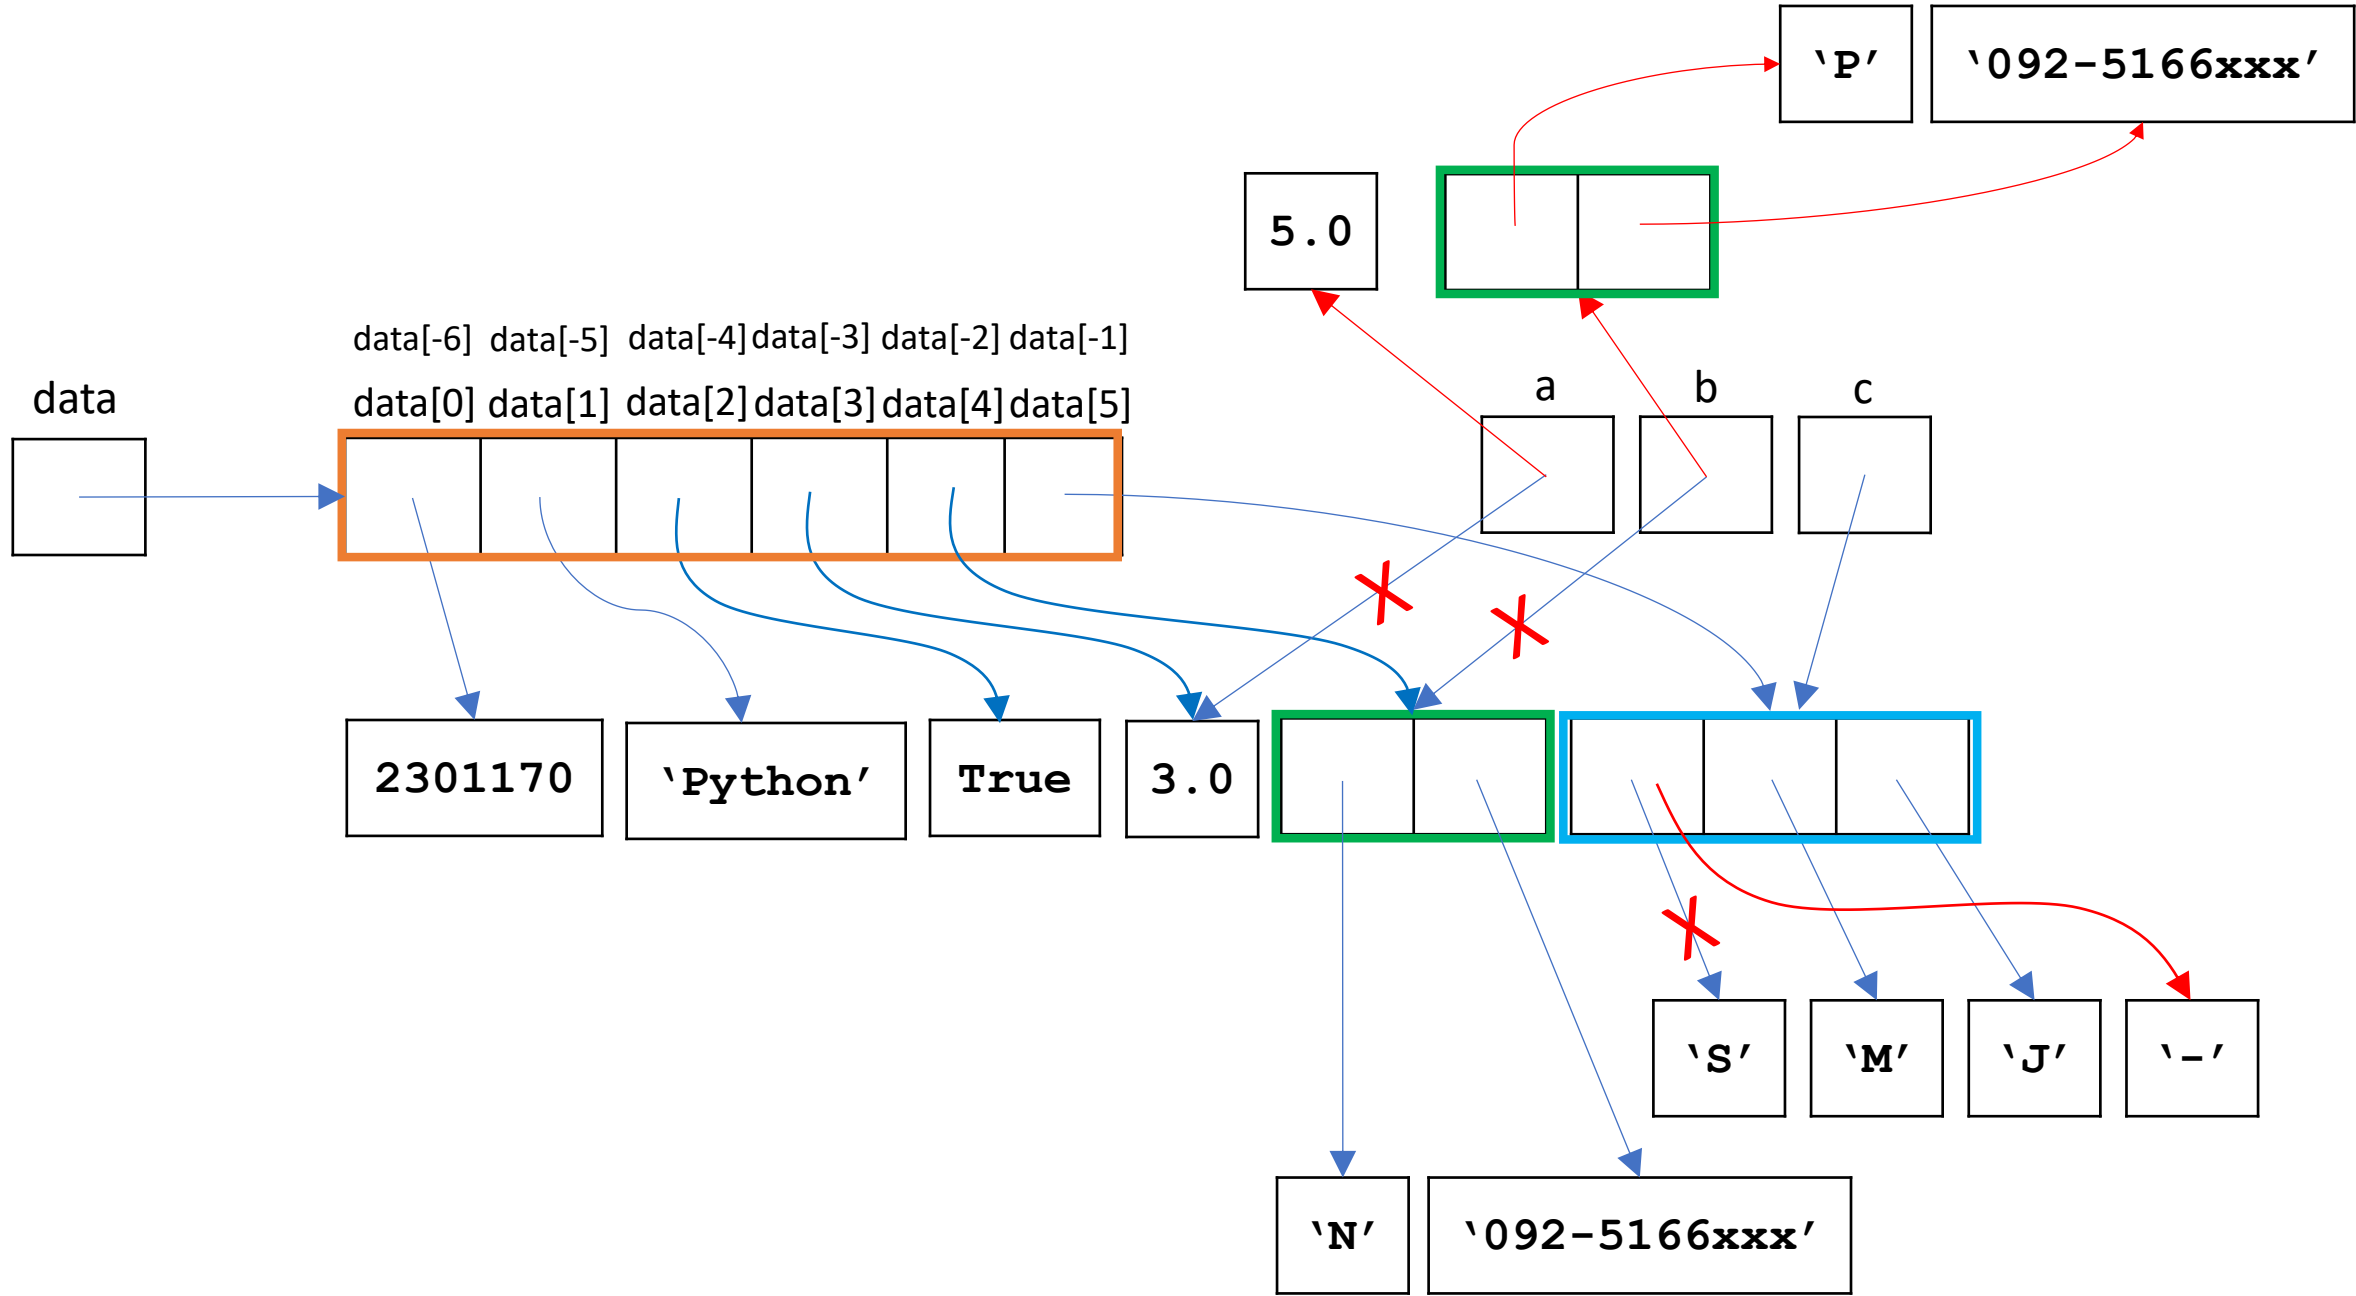 ‘P’ ‘092-5166xxx’
5.0
data[-6] data[-5] data[-4] data[-3] data[-2] data[-1]
data data[0] data[1] data[2] data[3] data[4] data[5] a b c
2301170 ‘Python’ True 3.0
‘S’ ‘M’ ‘J’ ‘-’
‘N’ ‘092-5166xxx’